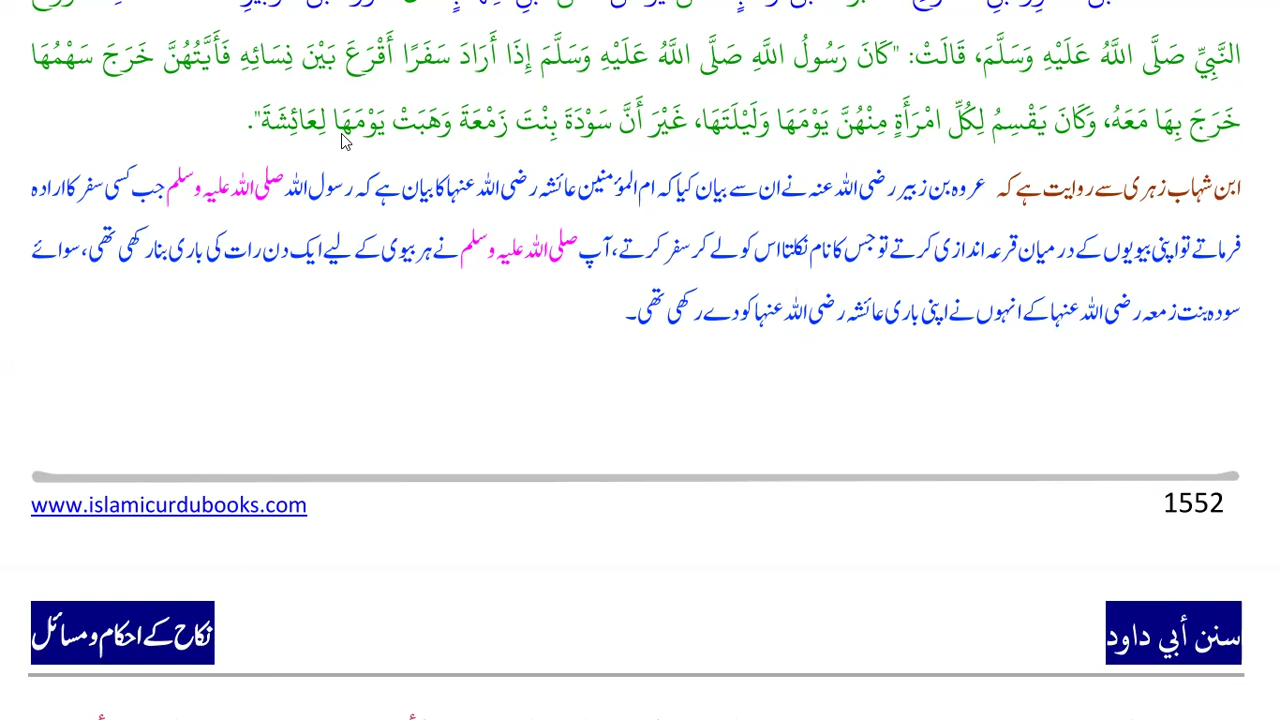 النَّبِيِّ صَلَّى اللَّهُ عَلَيْهِ وَسَلَّمَ، قَالَتْ: "كَانَ رَسُولُ اللَّهِ صَلَّى اللَّهُ عَلَيْهِ وَسَلَّمَ إِذَا أَرَادَ سَفَرًا أَقْرَعَ بَيْنَ نِسَائِهِ فَأَيَّتُهُنَّ خَرَجَ سَهْمُهَا
خَرَجَ بِهَا مَعَهُ، وَكَانَ يَقْسِمُ لِكُلِّ امْرَأَةٍ مِنْهُنَّ يَوْمَهَا وَلَيْلَتَهَا، غَيْرَ أَنَّ سَوْدَةَ بِنْتَ زَمْعَةَ وَهَبَتْ يَوْمَهَا لِعَائِشَةَ".
ابن شہاب زہری سے روایت ہے کہ عروہ بن زبیر رضی اللہ عنہ نے ان سے بیان کیا کہ ام المؤمنین عائشہ رضی اللہ عنہا کا بیان ہے کہ رسول اللہ صلی اللہ علیہ وسلم جب کسی سفر کا ارادہ
فرماتے تو اپنی بیویوں کے درمیان قرعہ اندازی کرتے تو جس کا نام نکلتا اس کو لے کر سفر کرتے، آپ صلی اللہ علیہ وسلم نے ہر بیوی کے لیے ایک دن رات کی باری بنا رکھی تھی، سوائے
سودہ بنت زمعہ رضی اللہ عنہا کے انہوں نے اپنی باری عائشہ رضی اللہ عنہا کو دے رکھی تھی۔
www.islamicurdubooks.com 1552
سنن أبي داود نکاح کے احکام و مسائل